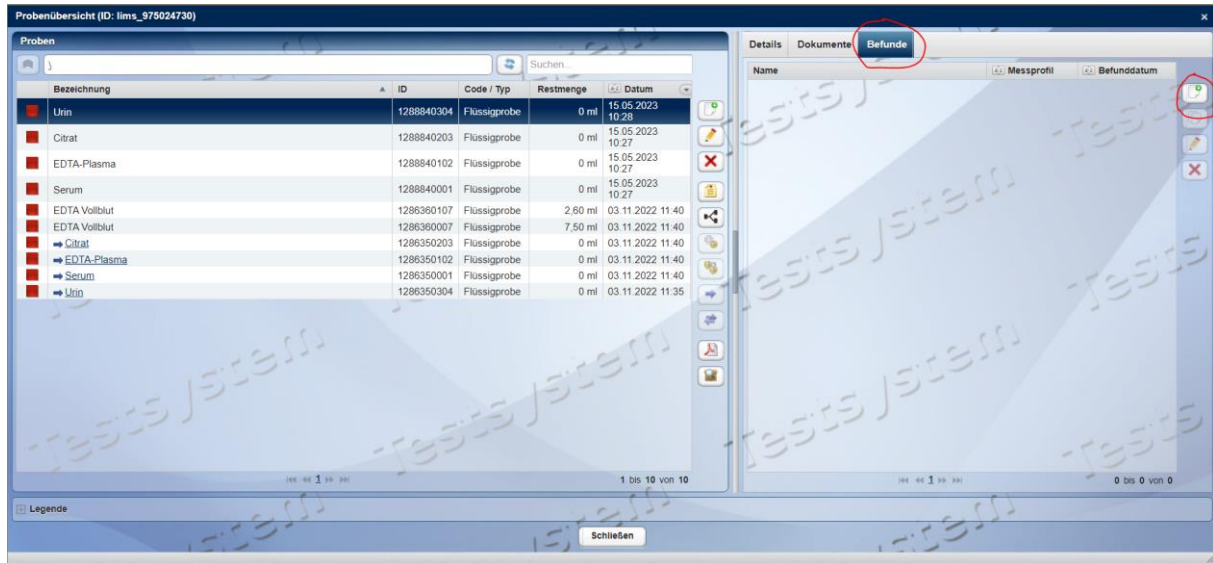 Probenübersicht (ID: lims_975024730)
Proben
Suchen...
Bezeichnung ID Code / Typ Restmenge Datum
Urin 1288840304 Flüssigprobe 0 ml 15.05.2023 10:28
Citrat 1288840203 Flüssigprobe 0 ml 15.05.2023 10:27
EDTA-Plasma 1288840102 Flüssigprobe 0 ml 15.05.2023 10:27
Serum 1288840001 Flüssigprobe 0 ml 15.05.2023 10:27
EDTA Vollblut 1286360107 Flüssigprobe 2,60 ml 03.11.2022 11:40
EDTA Vollblut 1286360007 Flüssigprobe 7,50 ml 03.11.2022 11:40
Citrat 1286350203 Flüssigprobe 0 ml 03.11.2022 11:40
EDTA-Plasma 1286350102 Flüssigprobe 0 ml 03.11.2022 11:40
Serum 1286350001 Flüssigprobe 0 ml 03.11.2022 11:40
Urin 1286350304 Flüssigprobe 0 ml 03.11.2022 11:35
1
1 bis 10 von 10
Details Dokumente Befunde
Name Messprofil Befunddatum
1
0 bis 0 von 0
Legende
Schließen
Testsystem